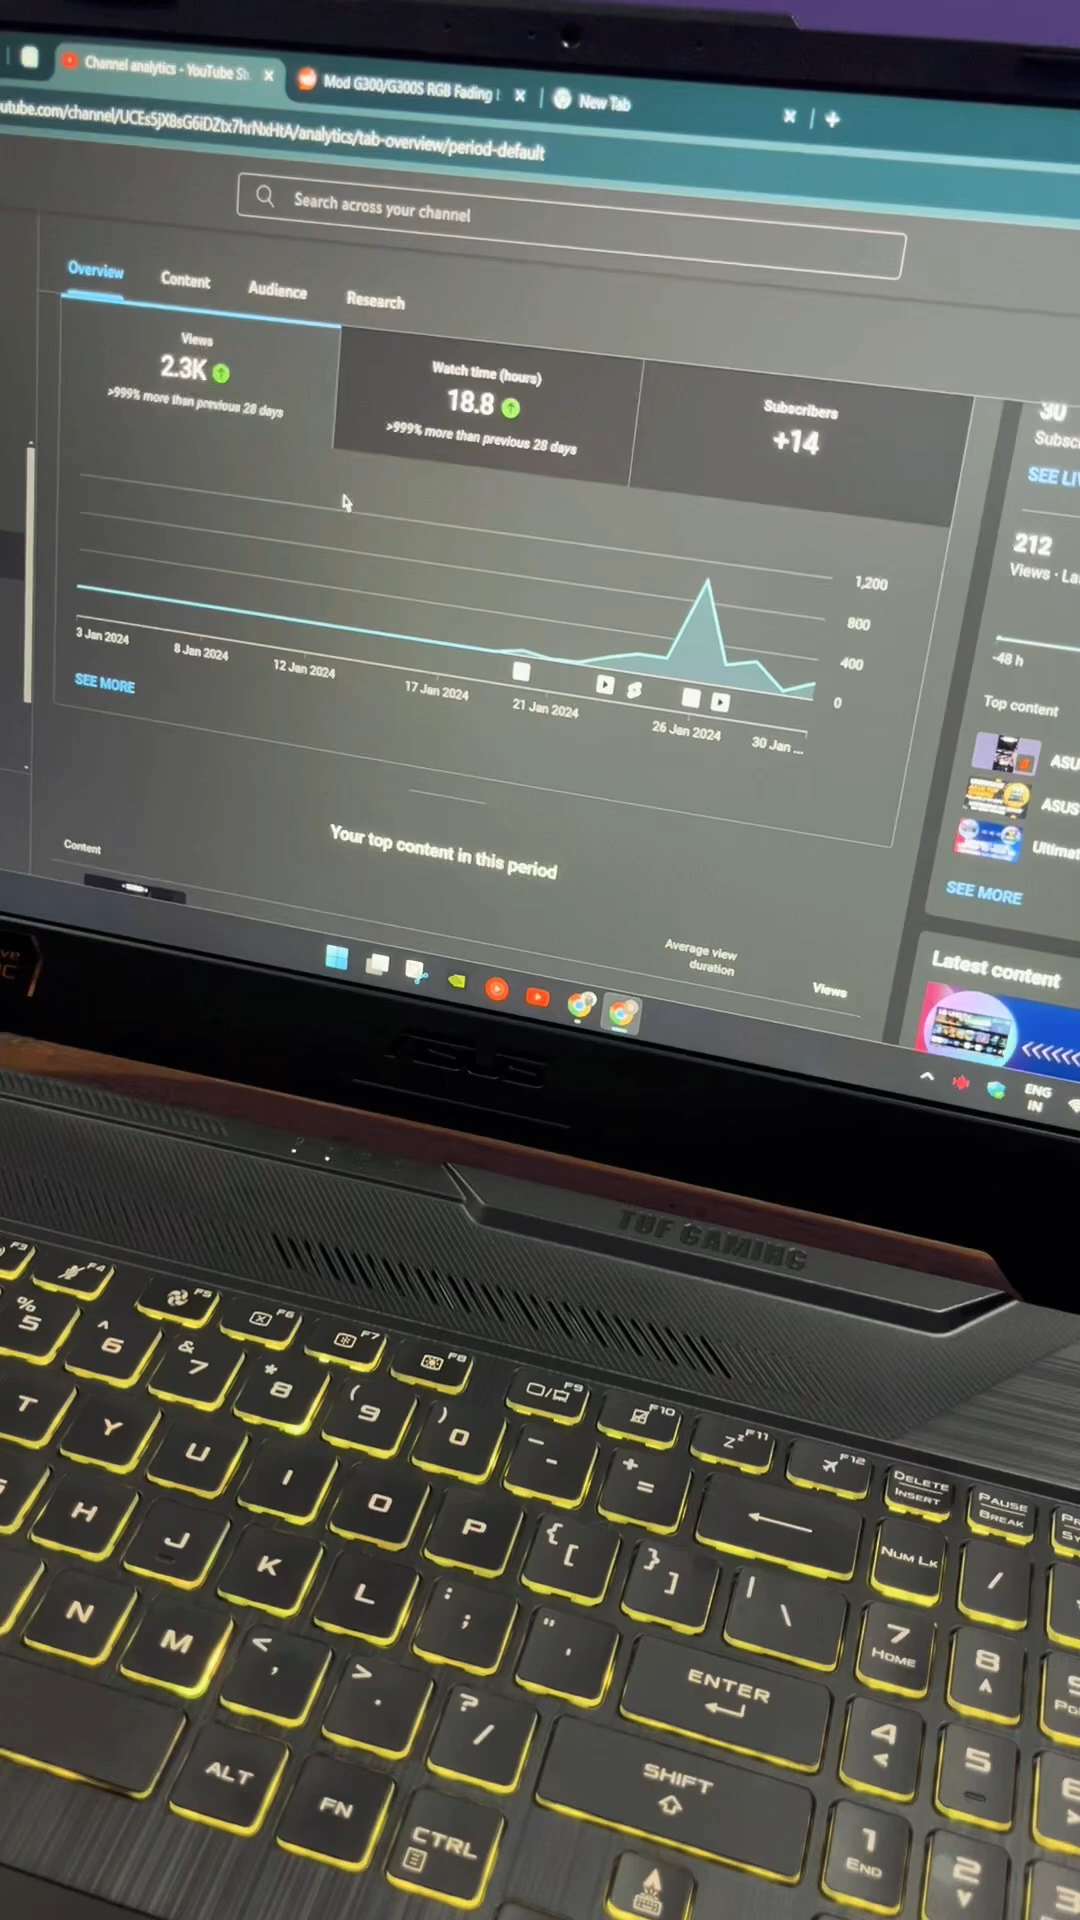 Channel analytics - YouTube St
Mod G300/G300S RGB Fading
New Tab
utube.com/channel/UCEs5jX8sG6iDZtx7hrNxHtA/analytics/tab-overview/period-default
Search across your channel
Overview
Content
Audience
Research
Views
2.3K
>999% more than previous 28 days
Watch time (hours)
18.8
>999% more than previous 28 days
Subscribers
+14
1,200
800
400
0
3 Jan 2024
8 Jan 2024
12 Jan 2024
17 Jan 2024
21 Jan 2024
26 Jan 2024
30 Jan ...
SEE MORE
Your top content in this period
Content
Average view
duration
Views
30
Subsc
SEE LI
212
Views · La
-48 h
Top content
ASU
ASUS
Ultimat
SEE MORE
Latest content
ENG
IN
ASUS
TUF GAMING
F3
F4
F5
F6
F7
F8
F9
F10
F11
F12
DELETE
INSERT
PAUSE
BREAK
PR
SY
% 5
^ 6
& 7
* 8
( 9
) 0
- -
+ =
NUM LK
/
T
Y
U
I
O
P
{ [
} ]
| \
7
HOME
8
H
J
K
L
: ;
" '
ENTER
4
5
N
M
< ,
> .
? /
SHIFT
1
END
2
3
ALT
FN
CTRL